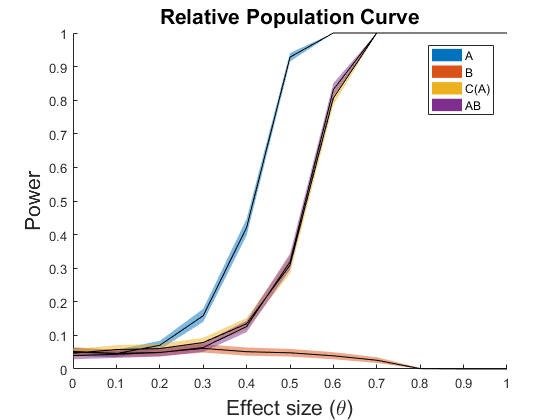 Relative Population Curve
1
0.9
0.8
0.7
0.6
0.5
0.4
0.3
0.2
0.1
0
Power
A
B
C(A)
AB
0 0.1 0.2 0.3 0.4 0.5 0.6 0.7 0.8 0.9 1
Effect size (θ)